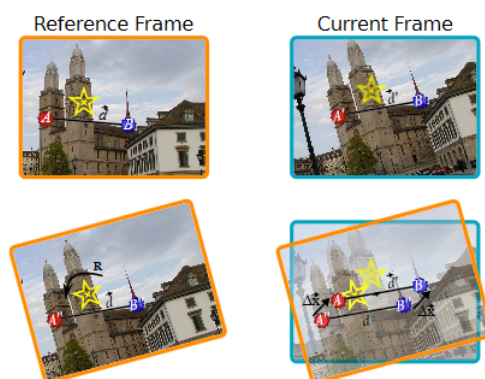 Reference Frame
Current Frame
A d B
A' d' B'
R
A" d B"
d' B'
Δx A'
A" d B" Δx